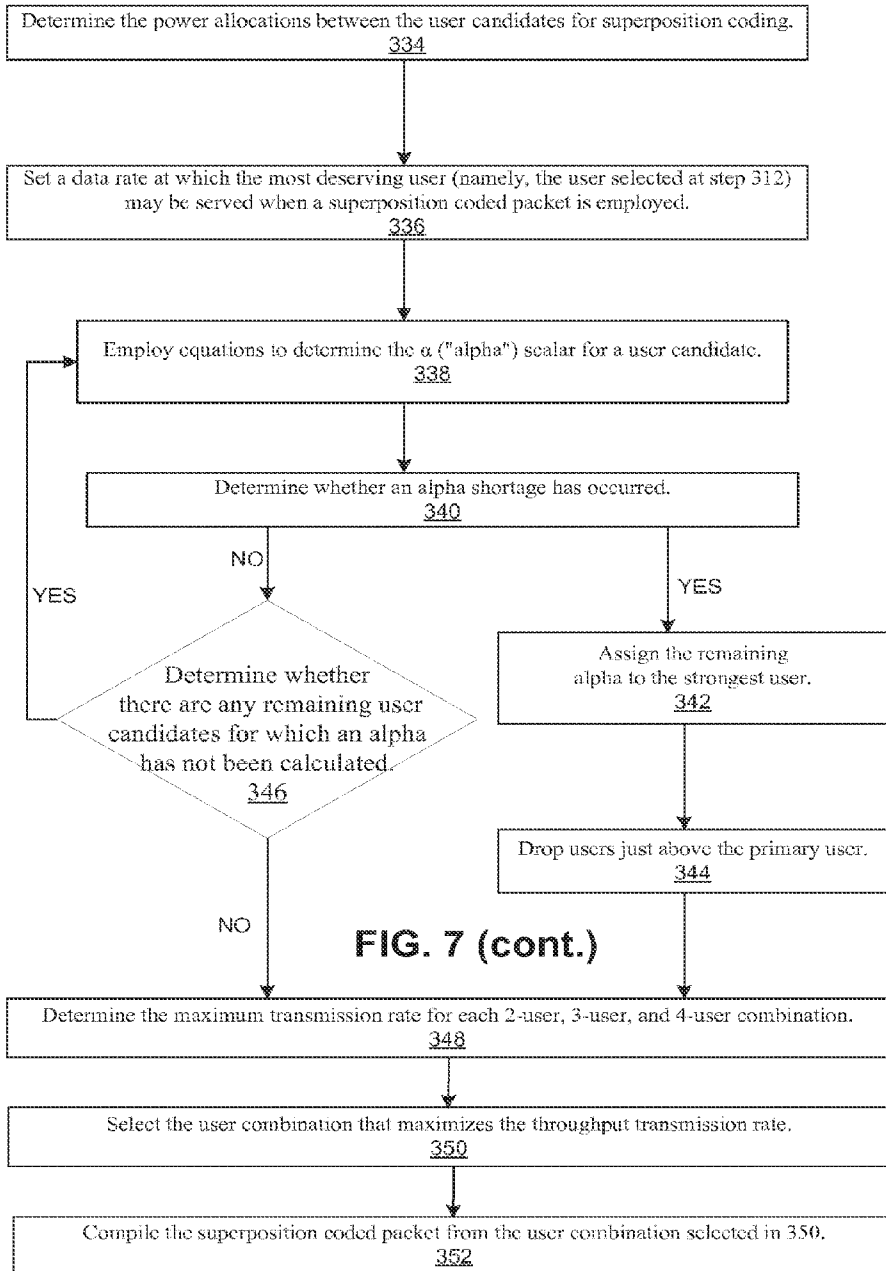 Determine the power allocations between the user candidates for superposition coding.
334
Set a data rate at which the most deserving user (namely, the user selected at step 312)
may be served when a superposition coded packet is employed.
336
Employ equations to determine the α ("alpha") scalar for a user candidate.
338
Determine whether an alpha shortage has occurred.
340
NO
YES
YES
Determine whether
there are any remaining user
candidates for which an alpha
has not been calculated.
346
Assign the remaining
alpha to the strongest user.
342
Drop users just above the primary user.
344
NO
FIG. 7 (cont.)
Determine the maximum transmission rate for each 2-user, 3-user, and 4-user combination.
348
Select the user combination that maximizes the throughput transmission rate.
350
Compile the superposition coded packet from the user combination selected in 350.
352